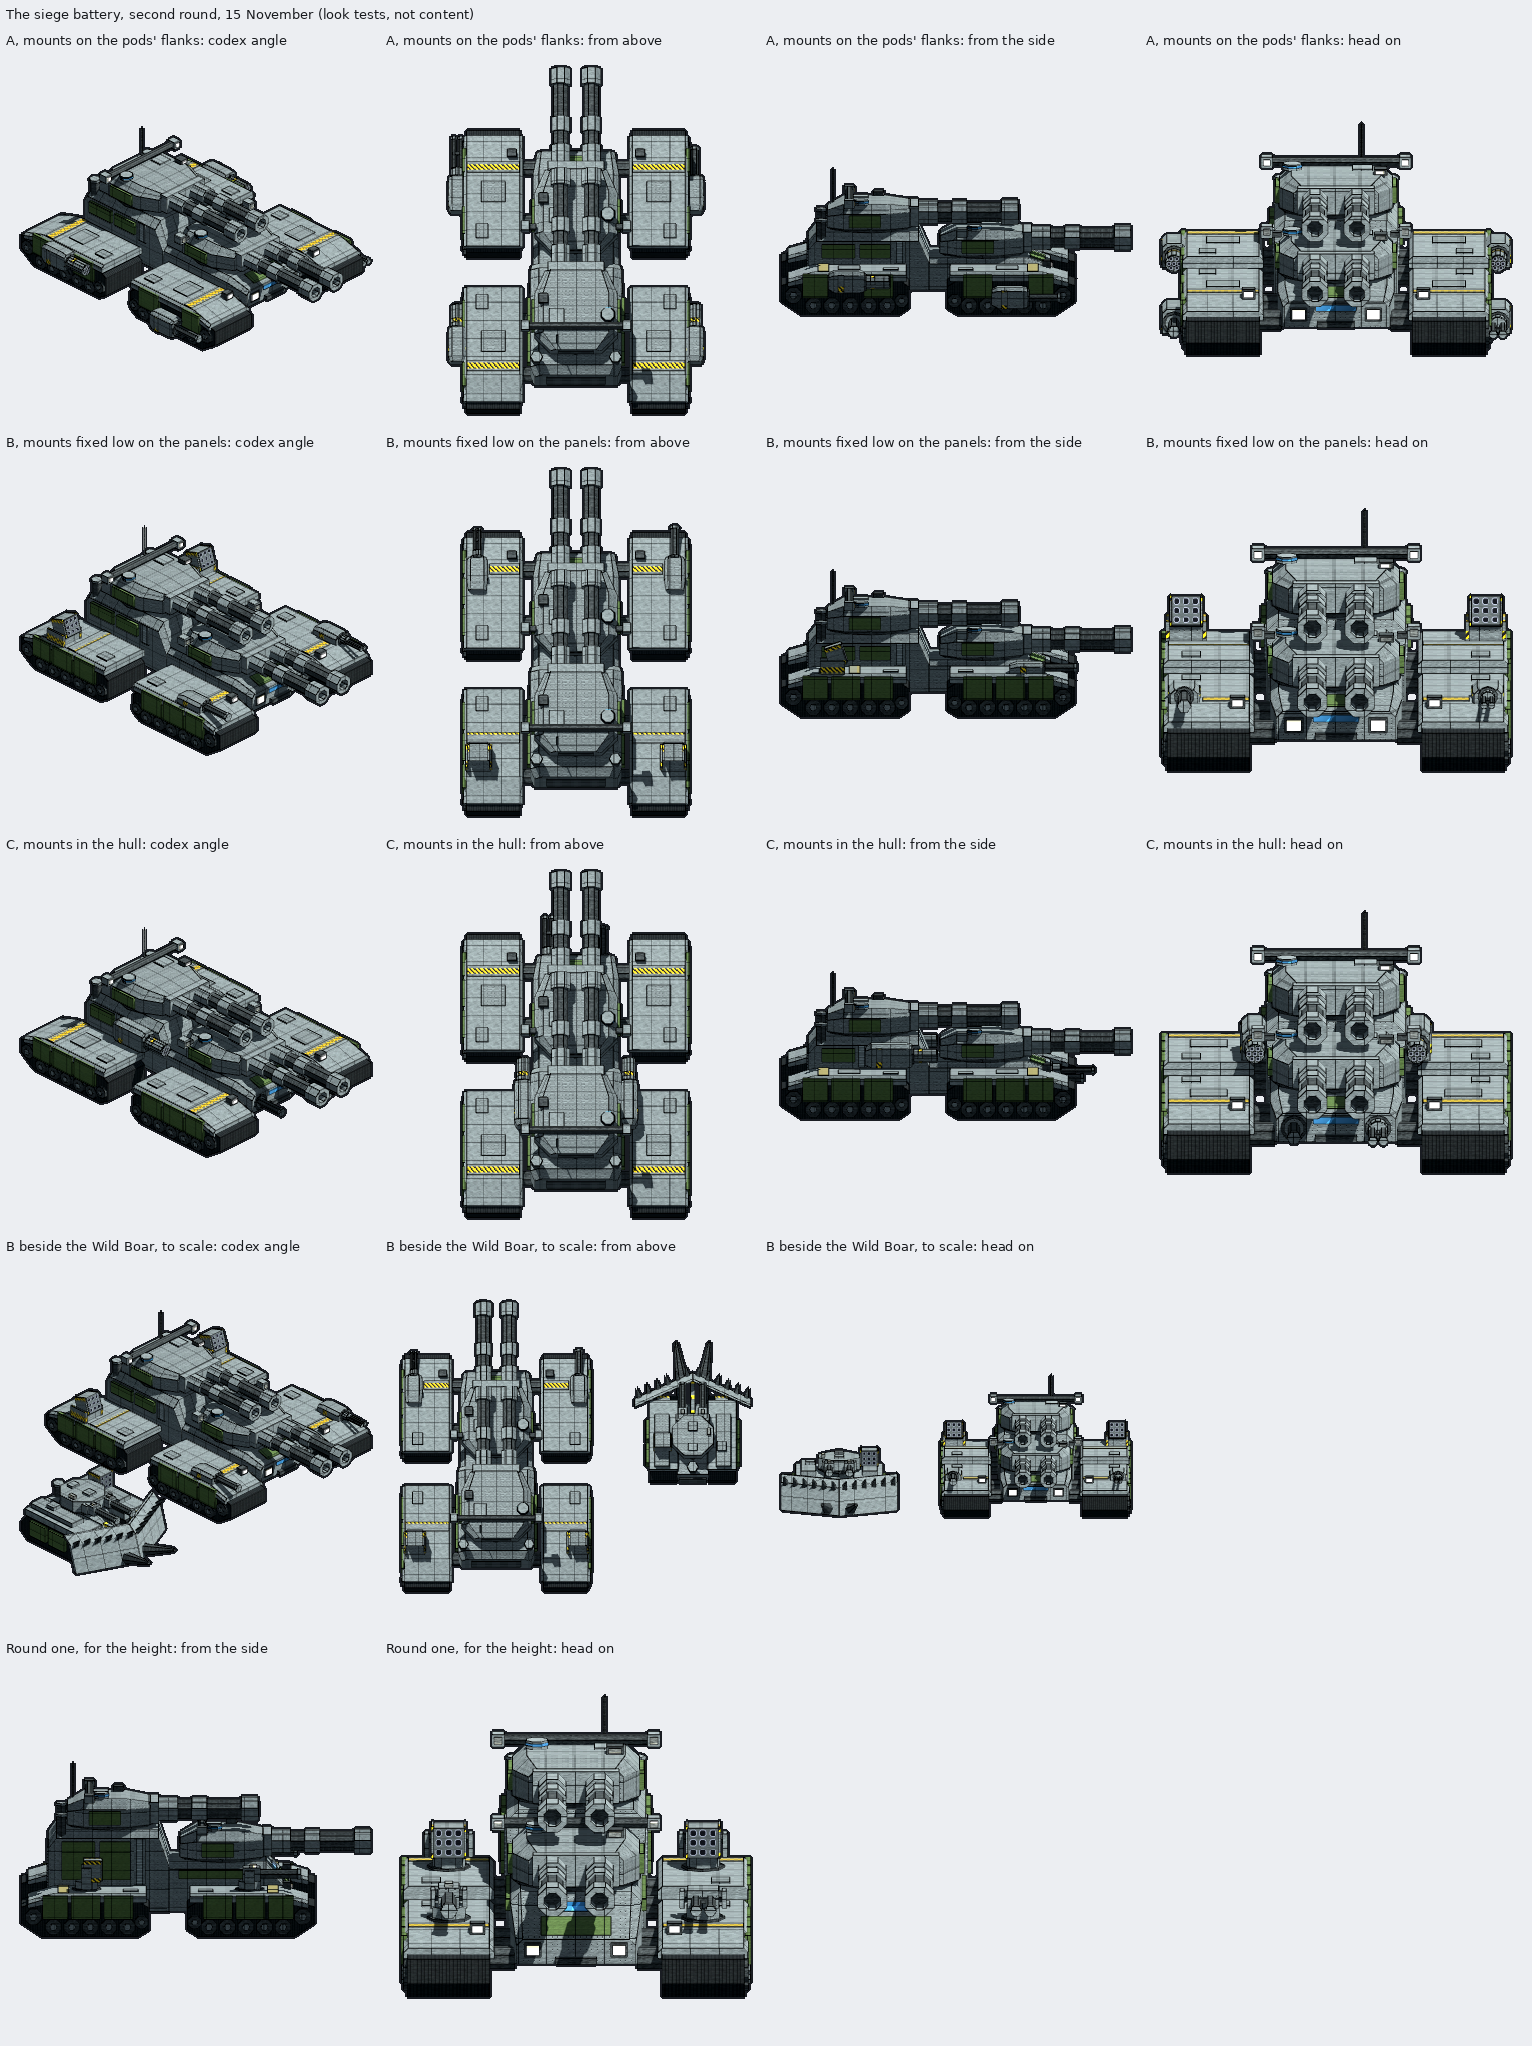 The siege battery, second round, 15 November (look tests, not content)
A, mounts on the pods' flanks: codex angle
A, mounts on the pods' flanks: from above
A, mounts on the pods' flanks: from the side
A, mounts on the pods' flanks: head on
B, mounts fixed low on the panels: codex angle
B, mounts fixed low on the panels: from above
B, mounts fixed low on the panels: from the side
B, mounts fixed low on the panels: head on
C, mounts in the hull: codex angle
C, mounts in the hull: from above
C, mounts in the hull: from the side
C, mounts in the hull: head on
B beside the Wild Boar, to scale: codex angle
B beside the Wild Boar, to scale: from above
B beside the Wild Boar, to scale: head on
Round one, for the height: from the side
Round one, for the height: head on